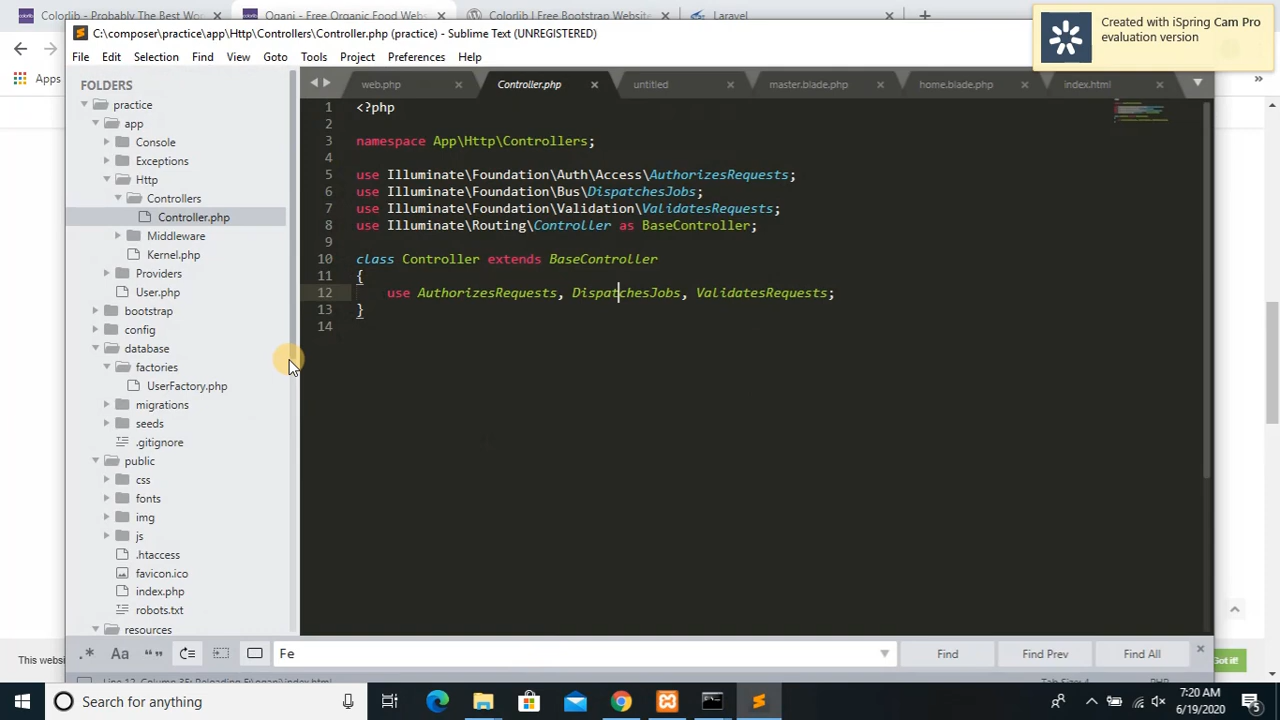 Colorlib - Probably The Best Wor
Ogani - Free Organic Food Web
Colorlib | Free Bootstrap Website
Laravel
Created with iSpring Cam Pro
evaluation version
C:\composer\practice\app\Http\Controllers\Controller.php (practice) - Sublime Text (UNREGISTERED)
File Edit Selection Find View Goto Tools Project Preferences Help
Apps
FOLDERS
practice
app
Console
Exceptions
Http
Controllers
Controller.php
Middleware
Kernel.php
Providers
User.php
bootstrap
config
database
factories
UserFactory.php
migrations
seeds
.gitignore
public
css
fonts
img
js
.htaccess
favicon.ico
index.php
robots.txt
resources
web.php
Controller.php
untitled
master.blade.php
home.blade.php
index.html
1 <?php
2
3 namespace App\Http\Controllers;
4
5 use Illuminate\Foundation\Auth\Access\AuthorizesRequests;
6 use Illuminate\Foundation\Bus\DispatchesJobs;
7 use Illuminate\Foundation\Validation\ValidatesRequests;
8 use Illuminate\Routing\Controller as BaseController;
9
10 class Controller extends BaseController
11 {
12 use AuthorizesRequests, DispatchesJobs, ValidatesRequests;
13 }
14
This websi
.* Aa “” Fe Find Find Prev Find All
Got it!
Search for anything
7:20 AM
6/19/2020
5